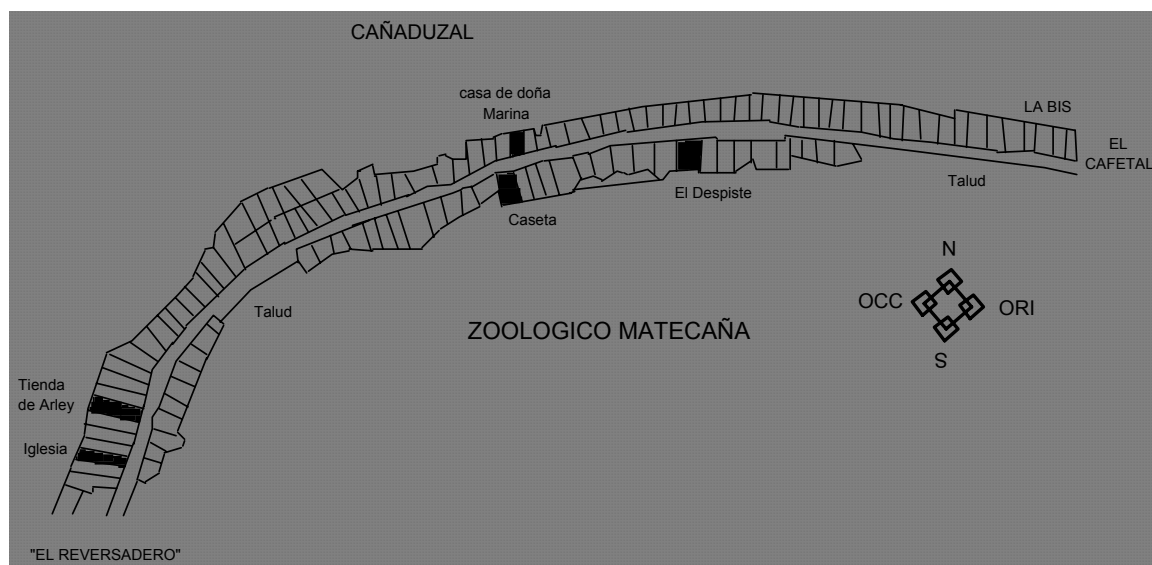 CAÑADUZAL
casa de doña
Marina
LA BIS
EL
CAFETAL
Talud
El Despiste
Caseta
N
OCC
ORI
S
Talud
ZOOLOGICO MATECAÑA
Tienda
de Arley
Iglesia
"EL REVERSADERO"